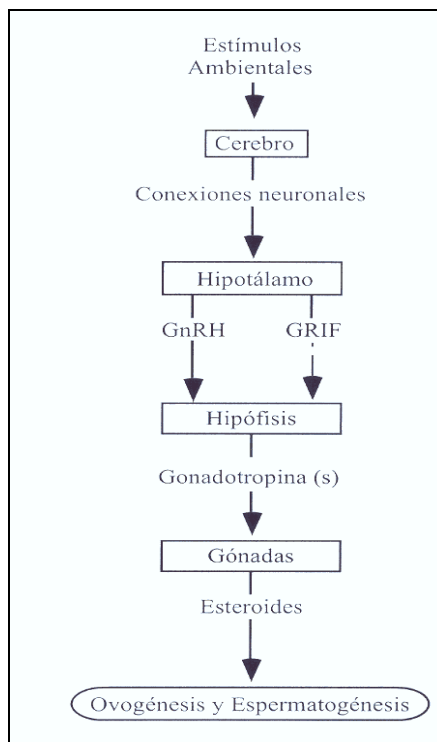 Estímulos
Ambientales
Cerebro
Conexiones neuronales
Hipotálamo
GnRH GRIF
Hipófisis
Gonadotropina (s)
Gónadas
Esteroides
Ovogénesis y Espermatogénesis